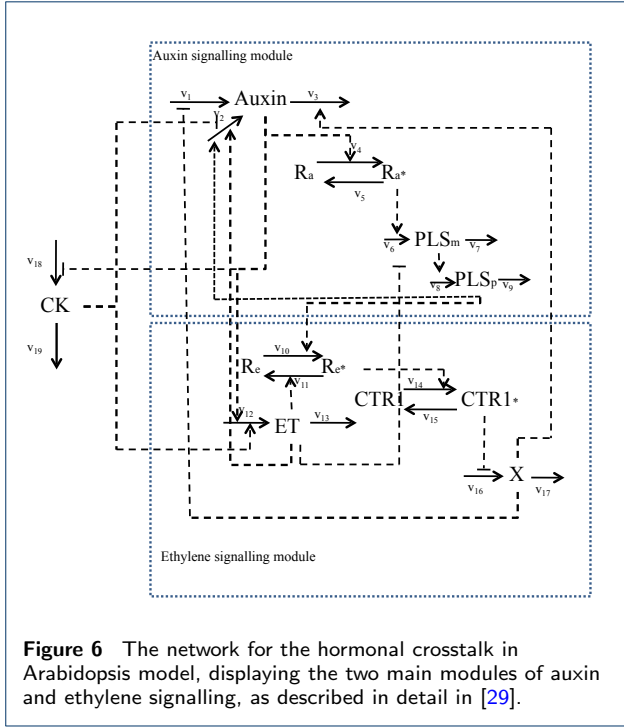 Auxin signalling module
v1 Auxin v3
v2
v4
Ra Ra*
v5
v6 PLSm v7
v18
v8 PLSp v9
CK
v19
v10
Re Re*
v11
v14
CTR1 CTR1*
v15
v12 ET v13
v16 X v17
Ethylene signalling module
Figure 6 The network for the hormonal crosstalk in
Arabidopsis model, displaying the two main modules of auxin
and ethylene signalling, as described in detail in [29].